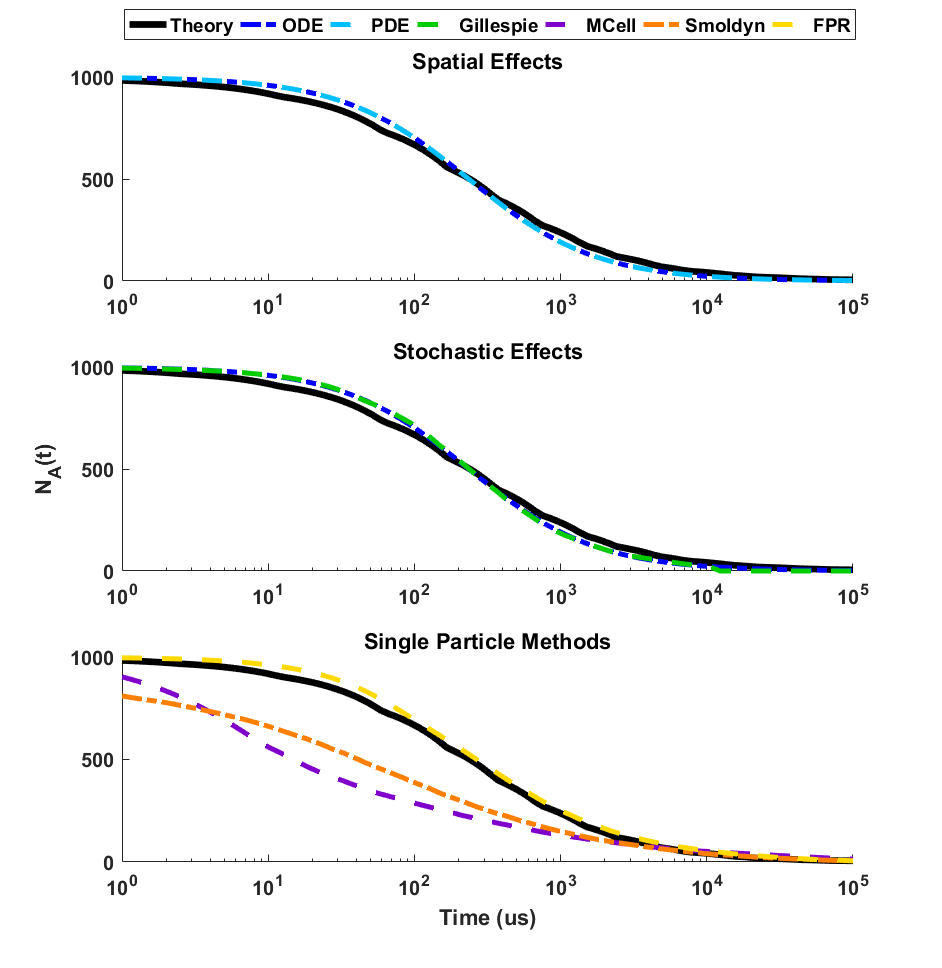 Theory ODE PDE Gillespie MCell Smoldyn FPR
Spatial Effects
1000
500
0
10^0 10^1 10^2 10^3 10^4 10^5
Stochastic Effects
1000
500
0
N_A(t)
10^0 10^1 10^2 10^3 10^4 10^5
Single Particle Methods
1000
500
0
10^0 10^1 10^2 10^3 10^4 10^5
Time (us)